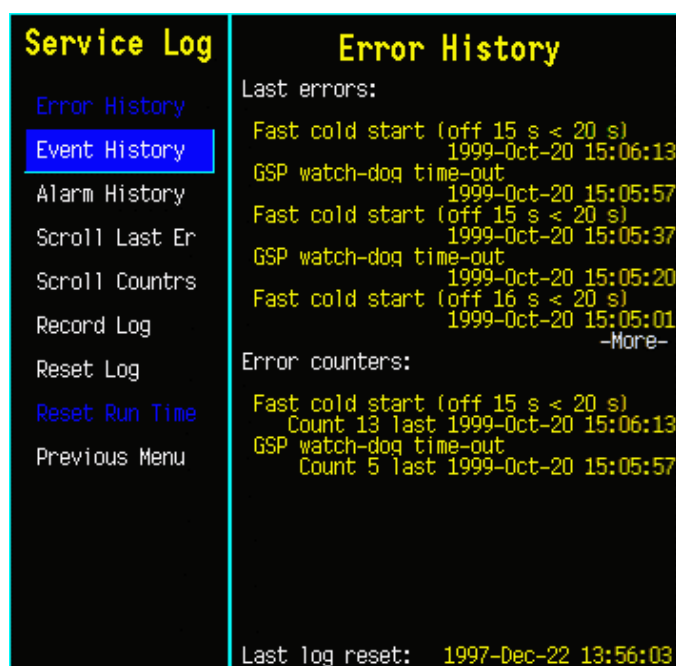 Service Log
Error History
Event History
Alarm History
Scroll Last Er
Scroll Countrs
Record Log
Reset Log
Reset Run Time
Previous Menu
Error History
Last errors:
Fast cold start (off 15 s < 20 s)
1999-Oct-20 15:06:13
GSP watch-dog time-out
1999-Oct-20 15:05:57
Fast cold start (off 15 s < 20 s)
1999-Oct-20 15:05:37
GSP watch-dog time-out
1999-Oct-20 15:05:20
Fast cold start (off 16 s < 20 s)
1999-Oct-20 15:05:01
-More-
Error counters:
Fast cold start (off 15 s < 20 s)
Count 13 last 1999-Oct-20 15:06:13
GSP watch-dog time-out
Count 5 last 1999-Oct-20 15:05:57
Last log reset: 1997-Dec-22 13:56:03